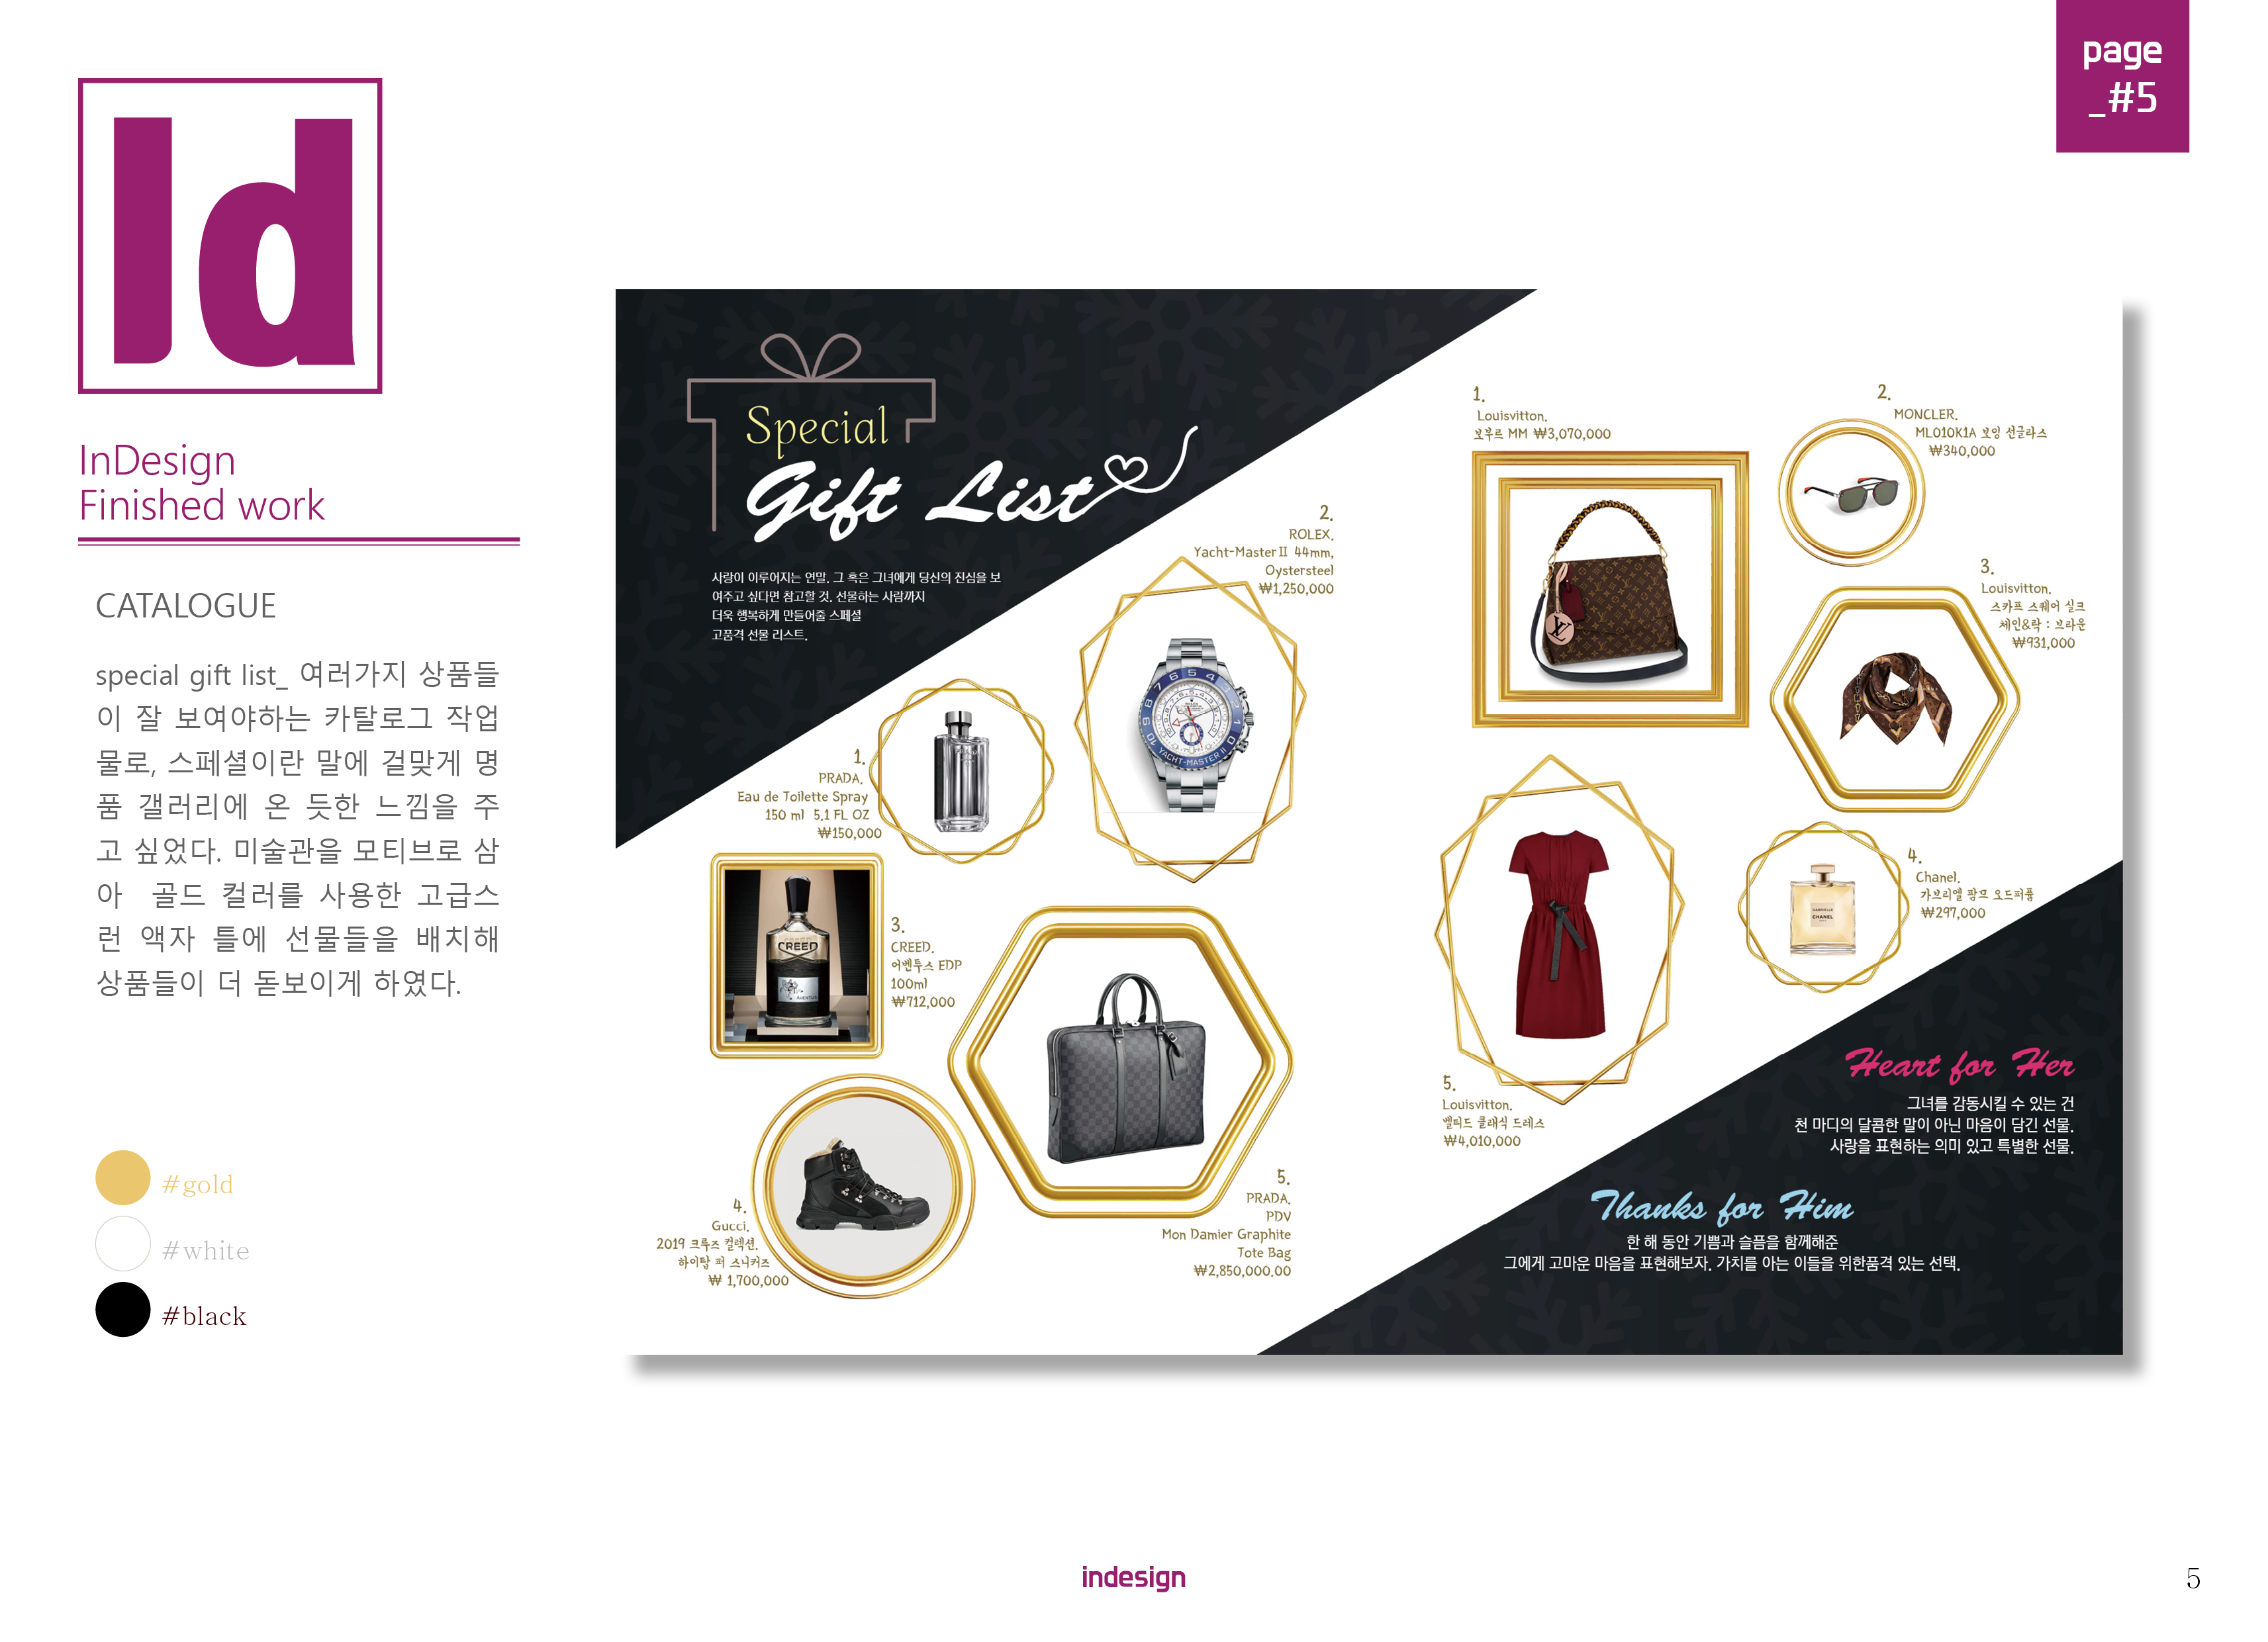 page
_#5
Id
InDesign
Finished work
CATALOGUE
special gift list_ 여러가지 상품들
이 잘 보여야하는 카탈로그 작업
물로, 스페셜이란 말에 걸맞게 명
품 갤러리에 온 듯한 느낌을 주
고 싶었다. 미술관을 모티브로 삼
아 골드 컬러를 사용한 고급스
런 액자 틀에 선물들을 배치해
상품들이 더 돋보이게 하였다.
#gold
#white
#black
Special
Gift List
사랑이 이루어지는 연말. 그 혹은 그녀에게 당신의 진심을 보
여주고 싶다면 참고할 것. 선물하는 사람까지
더욱 행복하게 만들어줄 스페셜
고품격 선물 리스트.
1.
PRADA.
Eau de Toilette Spray
150 ml 5.1 FL OZ
₩150,000
2.
ROLEX.
Yacht-Master II 44mm,
Oystersteel
₩1,250,000
YACHT-MASTER II
3.
CREED.
어벤투스 EDP
100ml
₩712,000
CREED
AVENTUS
4.
Gucci.
2019 크루즈 컬렉션.
하이탑 퍼 스니커즈
₩ 1,700,000
5.
PRADA.
PDV
Mon Damier Graphite
Tote Bag
₩2,850,000.00
1.
Louisvitton.
보부르 MM ₩3,070,000
2.
MONCLER.
ML010K1A 보잉 선글라스
₩340,000
3.
Louisvitton.
스카프 스퀘어 실크
체인&락 : 브라운
₩931,000
4.
Chanel.
가브리엘 팡므 오드퍼퓸
₩297,000
GABRIELLE
CHANEL
5.
Louisvitton.
벨티드 클래식 드레스
₩4,010,000
Heart for Her
그녀를 감동시킬 수 있는 건
천 마디의 달콤한 말이 아닌 마음이 담긴 선물.
사랑을 표현하는 의미 있고 특별한 선물.
Thanks for Him
한 해 동안 기쁨과 슬픔을 함께해준
그에게 고마운 마음을 표현해보자. 가치를 아는 이들을 위한품격 있는 선택.
indesign
5